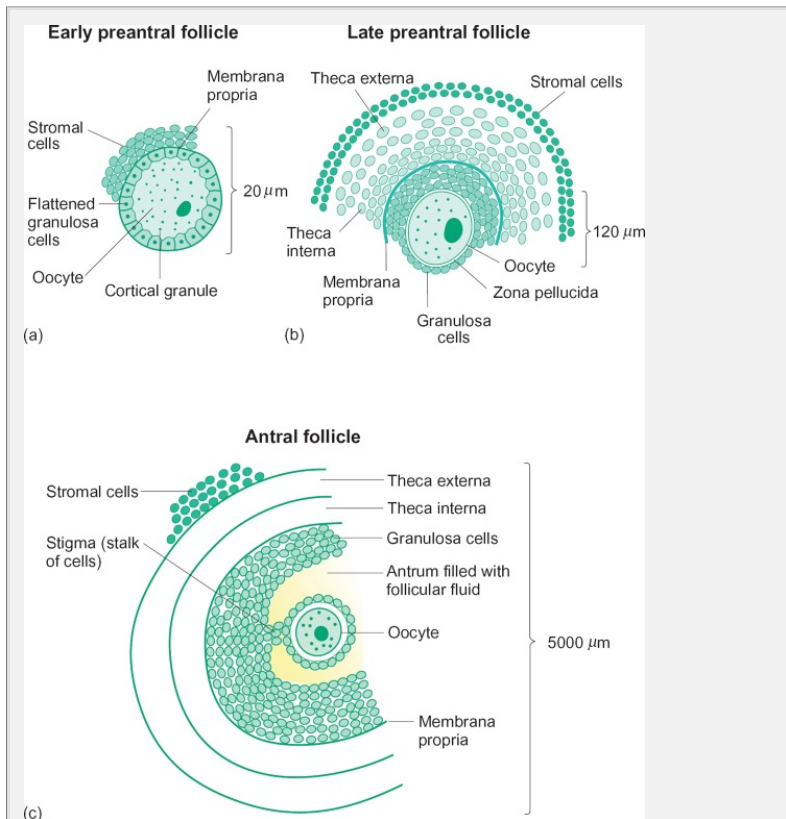 Early preantral follicle
Membrana
propria
Stromal
cells
20 μm
Flattened
granulosa
cells
Oocyte
Cortical granule
(a)
Late preantral follicle
Theca externa
Stromal cells
Theca
interna
120 μm
Membrana
propria
Oocyte
Zona pellucida
Granulosa
cells
(b)
Antral follicle
Stromal cells
Theca externa
Theca interna
Stigma (stalk
of cells)
Granulosa cells
Antrum filled with
follicular fluid
Oocyte
5000 μm
Membrana
propria
(c)